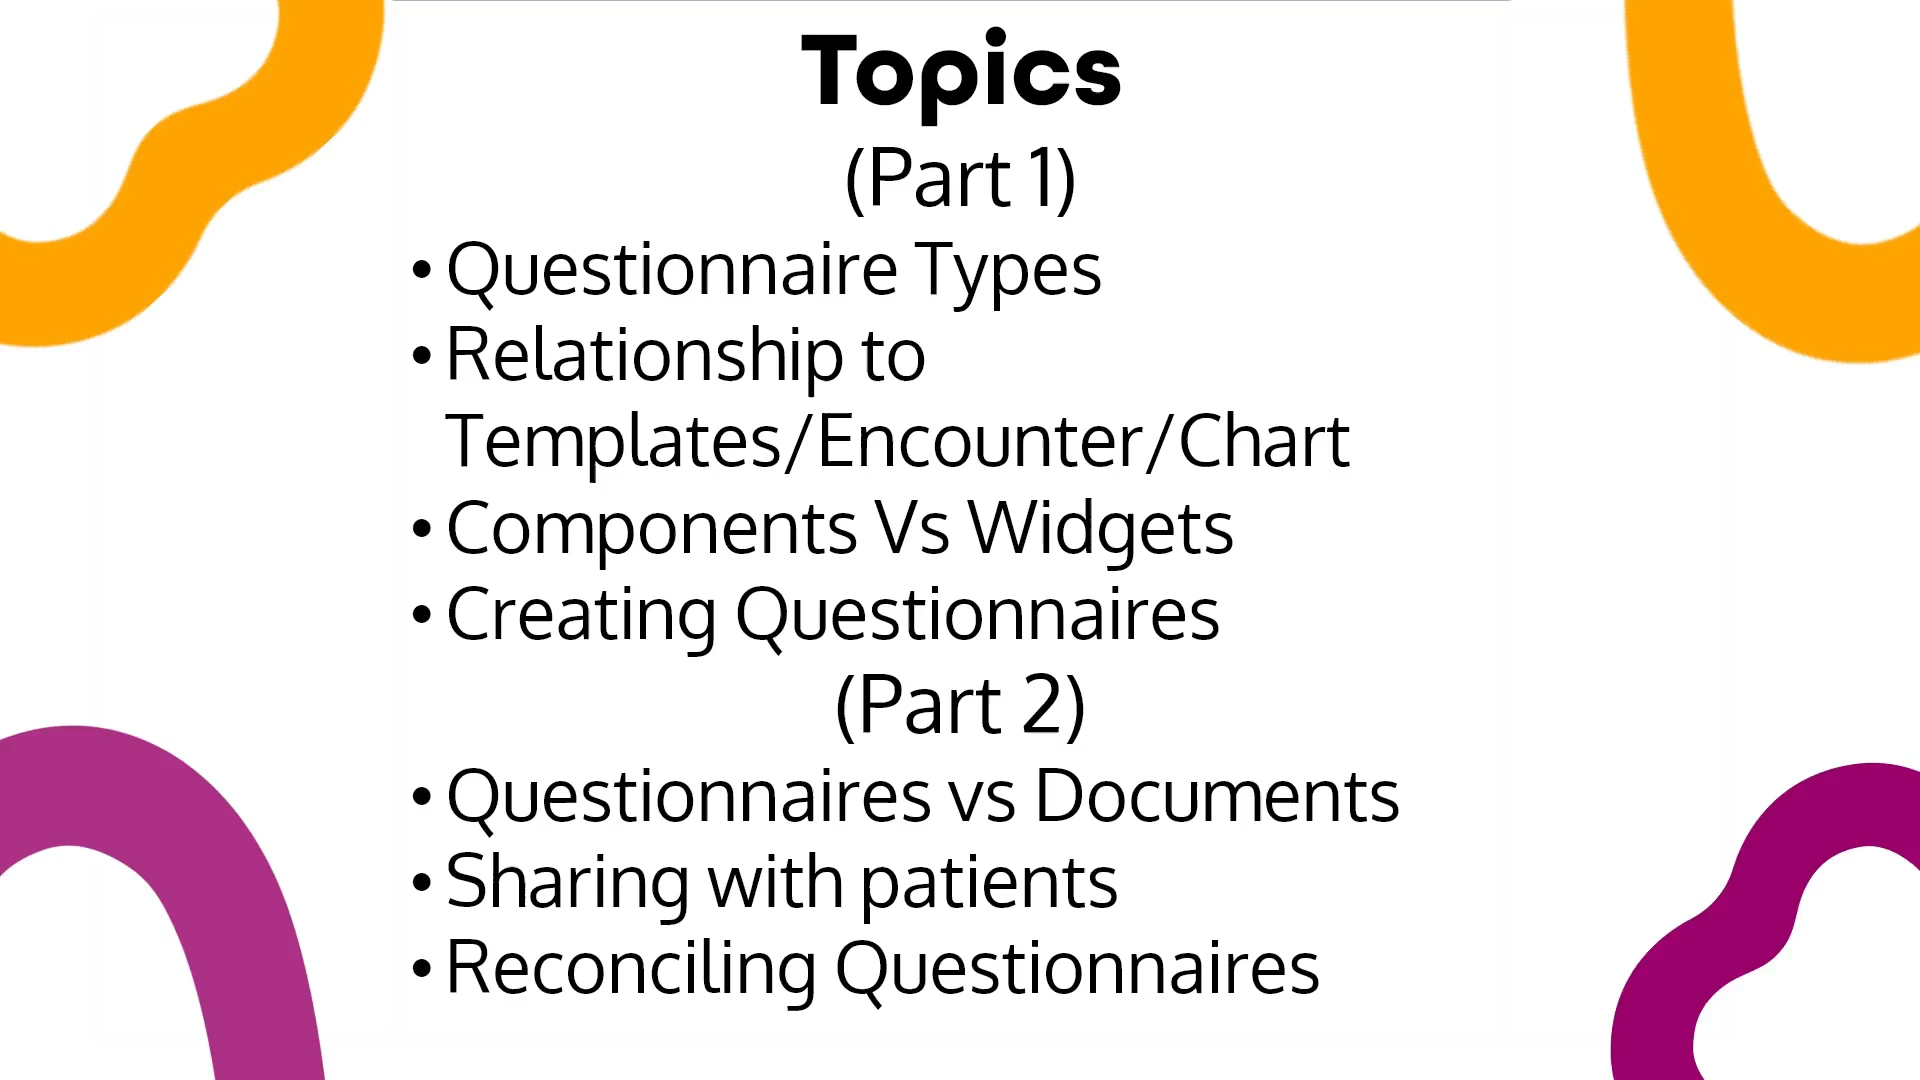 Topics
(Part 1)
• Questionnaire Types
• Relationship to
Templates/Encounter/Chart
• Components Vs Widgets
• Creating Questionnaires
(Part 2)
• Questionnaires vs Documents
• Sharing with patients
• Reconciling Questionnaires